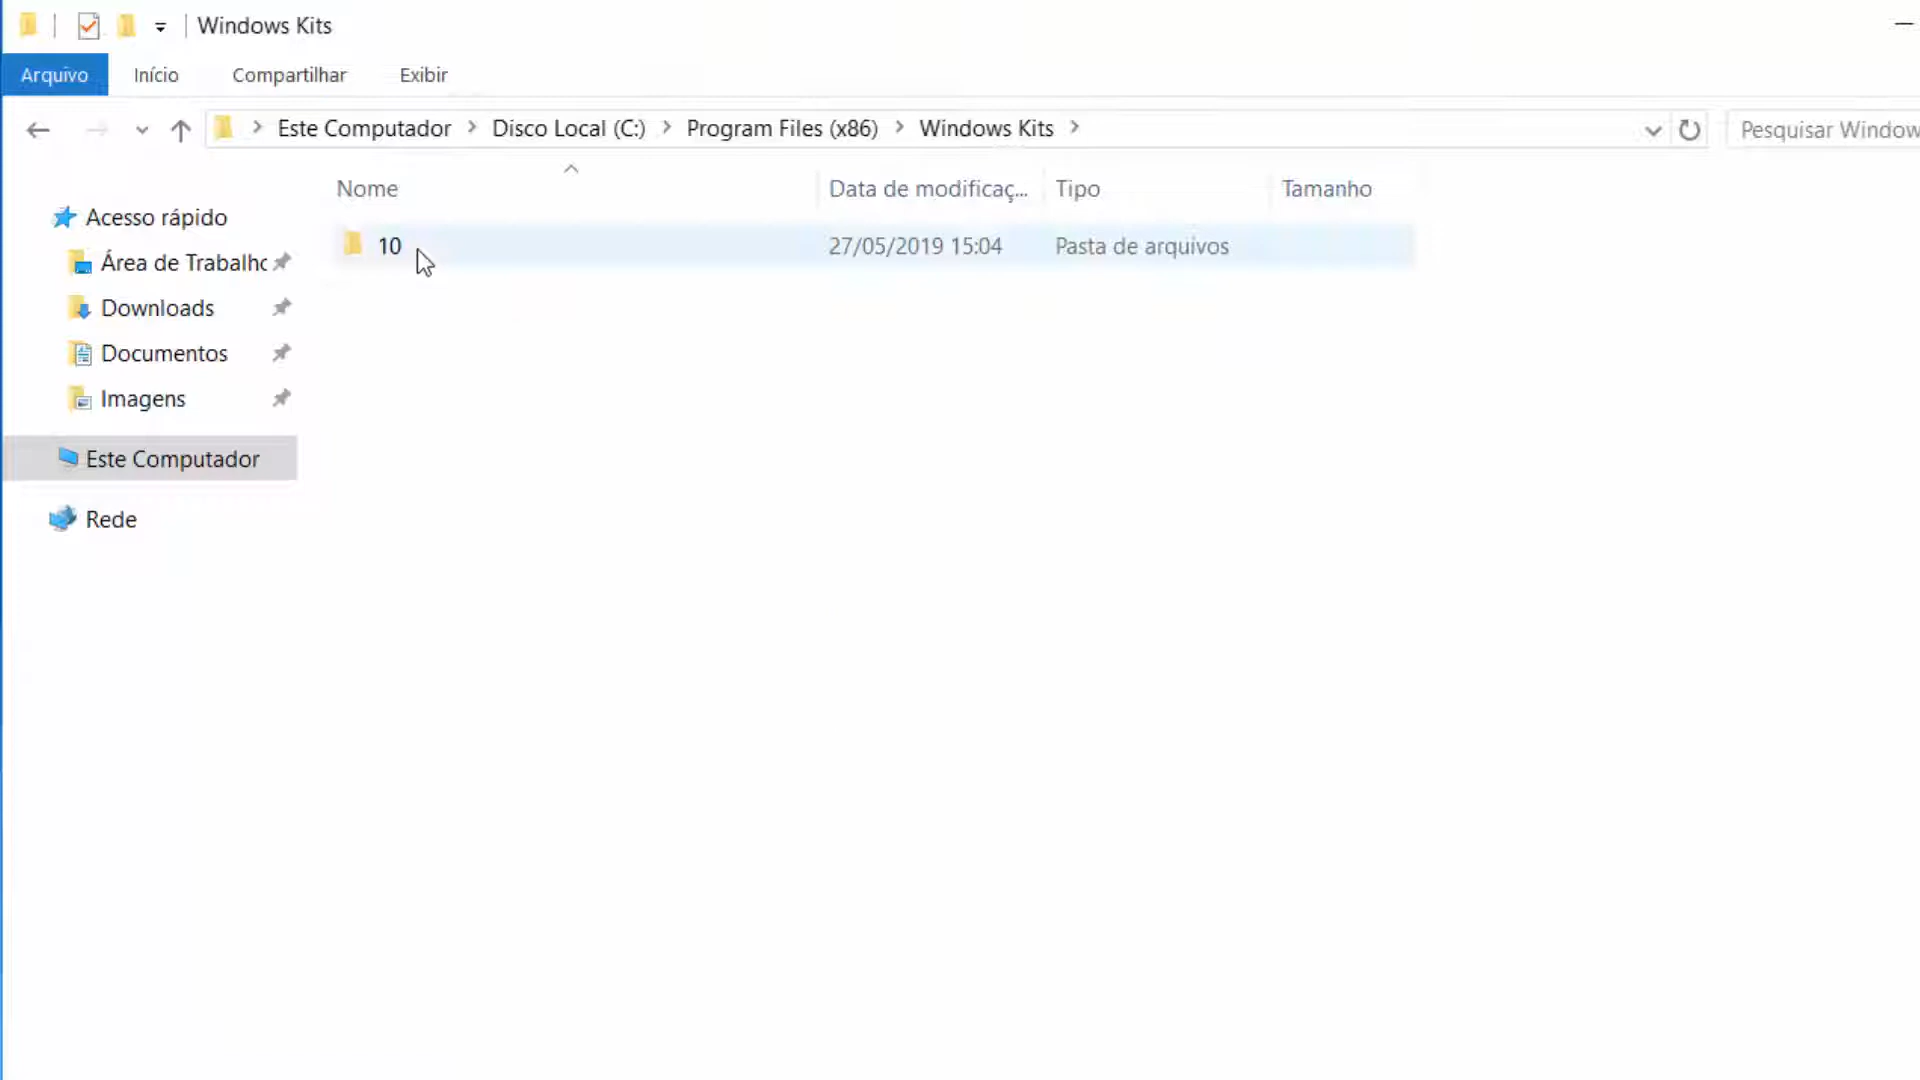 Windows Kits
Arquivo Início Compartilhar Exibir
Este Computador Disco Local (C:) Program Files (x86) Windows Kits
Pesquisar Window
Nome Data de modificaç... Tipo Tamanho
10 27/05/2019 15:04 Pasta de arquivos
Acesso rápido
Área de Trabalho
Downloads
Documentos
Imagens
Este Computador
Rede